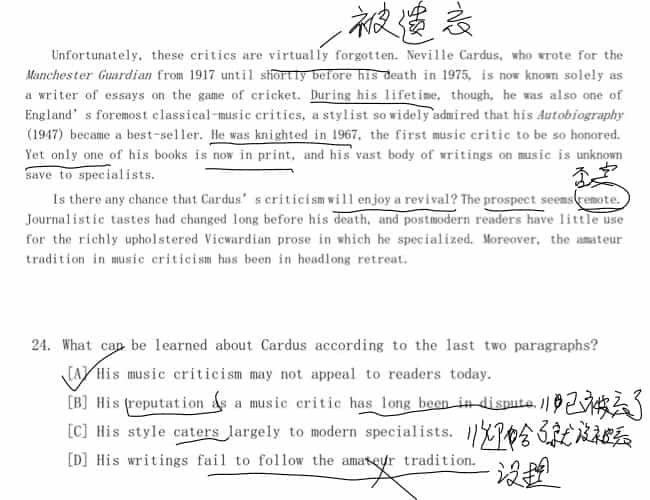 被遗忘
Unfortunately, these critics are virtually forgotten. Neville Cardus, who wrote for the
Manchester Guardian from 1917 until shortly before his death in 1975, is now known solely as
a writer of essays on the game of cricket. During his lifetime, though, he was also one of
England's foremost classical-music critics, a stylist so widely admired that his Autobiography
(1947) became a best-seller. He was knighted in 1967, the first music critic to be so honored.
Yet only one of his books is now in print, and his vast body of writings on music is unknown
save to specialists.
否定
Is there any chance that Cardus's criticism will enjoy a revival? The prospect seems remote.
Journalistic tastes had changed long before his death, and postmodern readers have little use
for the richly upholstered Vicwardian prose in which he specialized. Moreover, the amateur
tradition in music criticism has been in headlong retreat.
24. What can be learned about Cardus according to the last two paragraphs?
[A] His music criticism may not appeal to readers today.
[B] His reputation as a music critic has long been in dispute. 都已被忘了
[C] His style caters largely to modern specialists. 迎合了就没被忘
[D] His writings fail to follow the amateur tradition. 没提